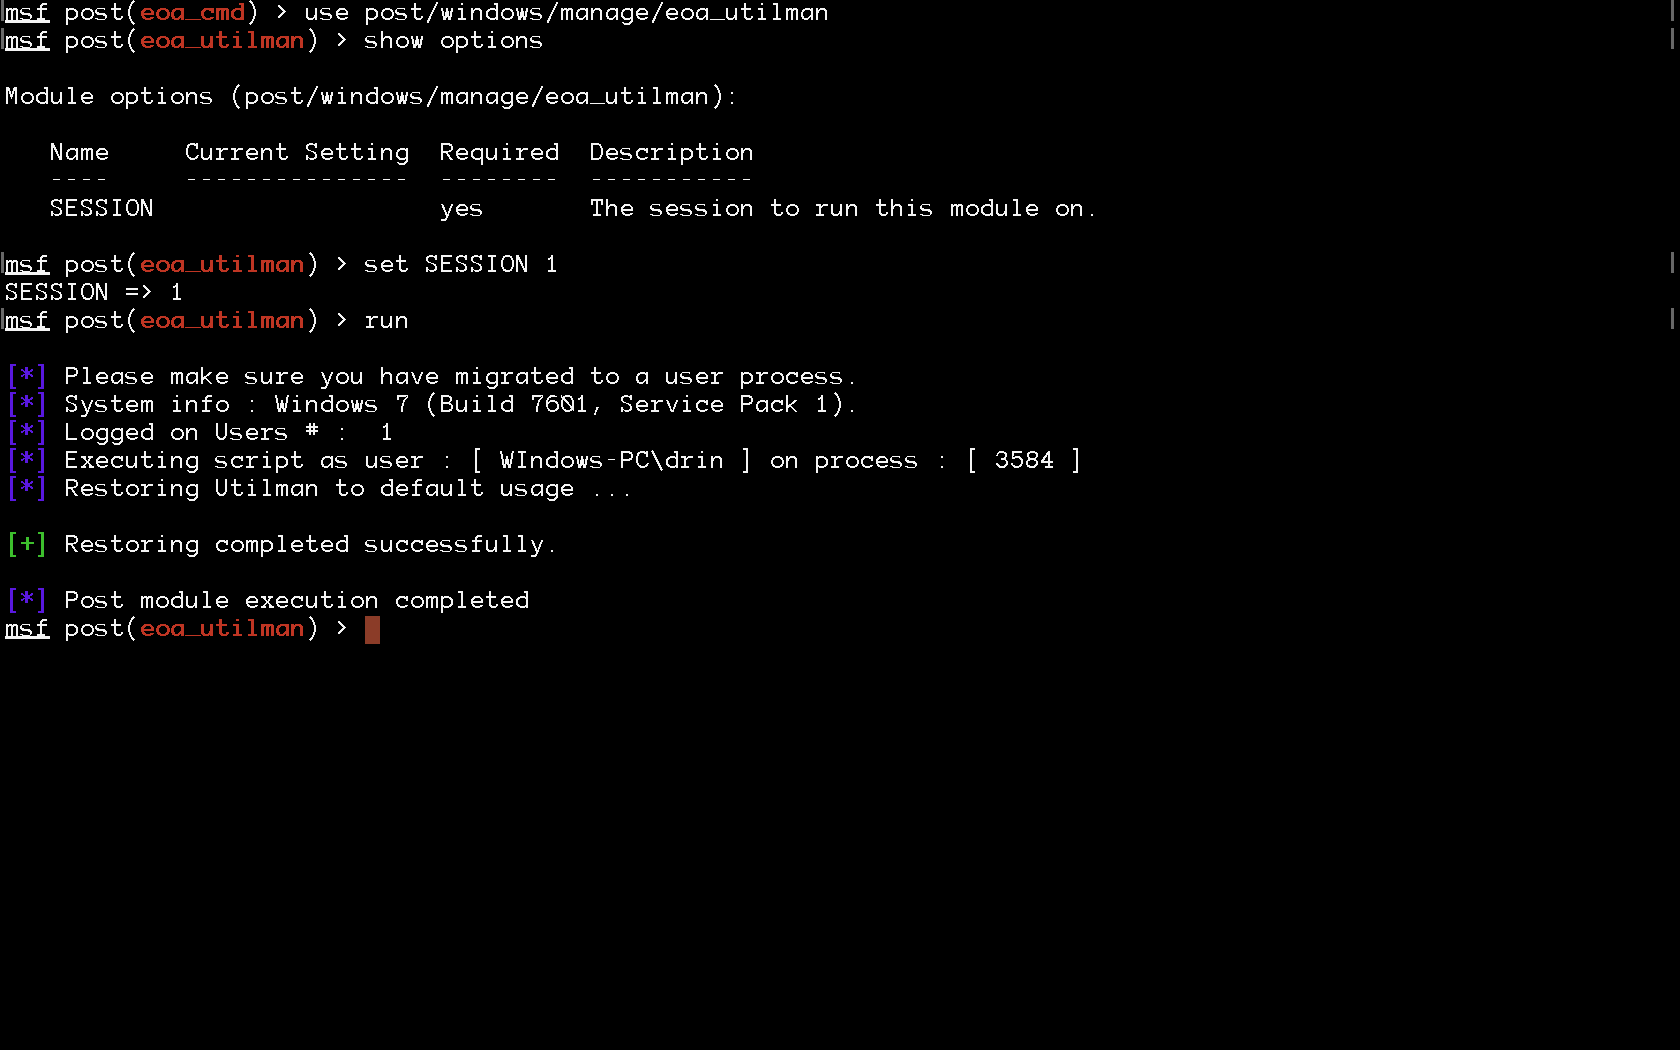 msf post(eoa_cmd) > use post/windows/manage/eoa_utilman
msf post(eoa_utilman) > show options

Module options (post/windows/manage/eoa_utilman):

   Name     Current Setting  Required  Description
   ----     ---------------  --------  -----------
   SESSION                   yes       The session to run this module on.

msf post(eoa_utilman) > set SESSION 1
SESSION => 1
msf post(eoa_utilman) > run

[*] Please make sure you have migrated to a user process.
[*] System info : Windows 7 (Build 7601, Service Pack 1).
[*] Logged on Users # :  1
[*] Executing script as user : [ WIndows-PC\drin ] on process : [ 3584 ]
[*] Restoring Utilman to default usage ...

[+] Restoring completed successfully.

[*] Post module execution completed
msf post(eoa_utilman) >